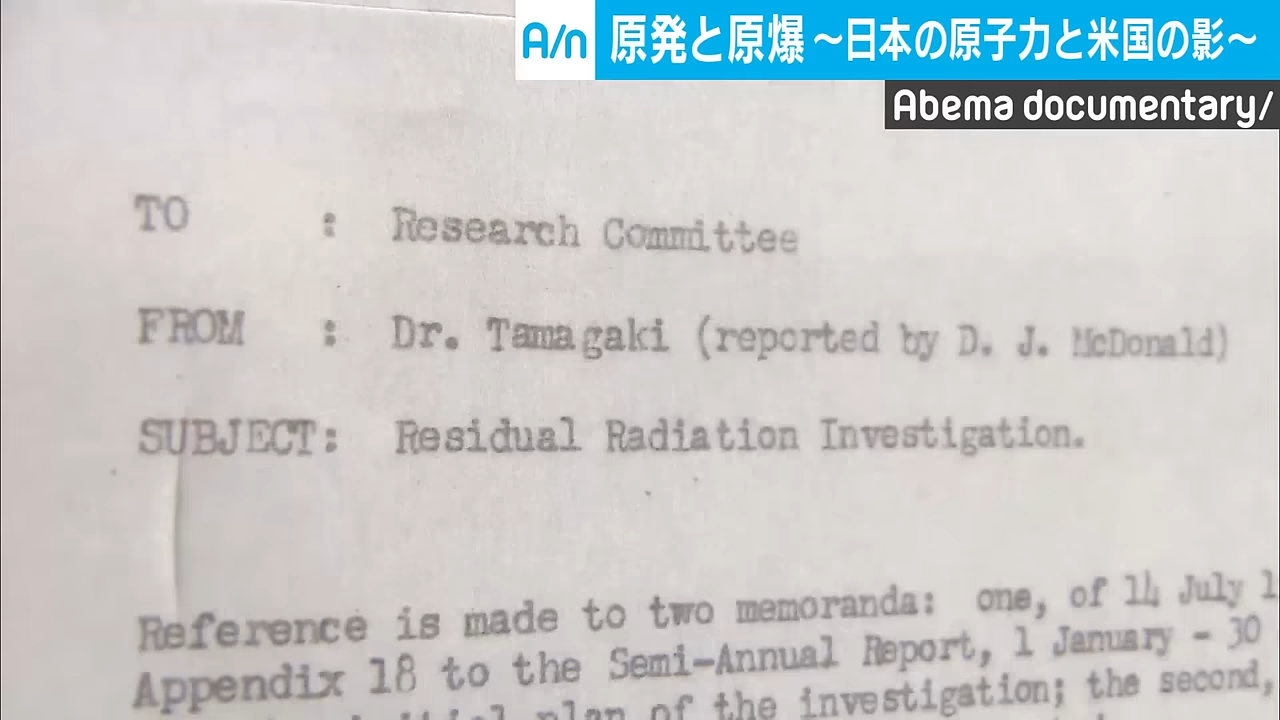 A/n 原発と原爆 〜日本の原子力と米国の影〜
Abema documentary/
TO : Research Committee
FROM : Dr. Tamagaki (reported by D. J. McDonald)
SUBJECT: Residual Radiation Investigation.
Reference is made to two memoranda: one, of 14 July 1
Appendix 18 to the Semi-Annual Report, 1 January - 30
plan of the investigation; the second,